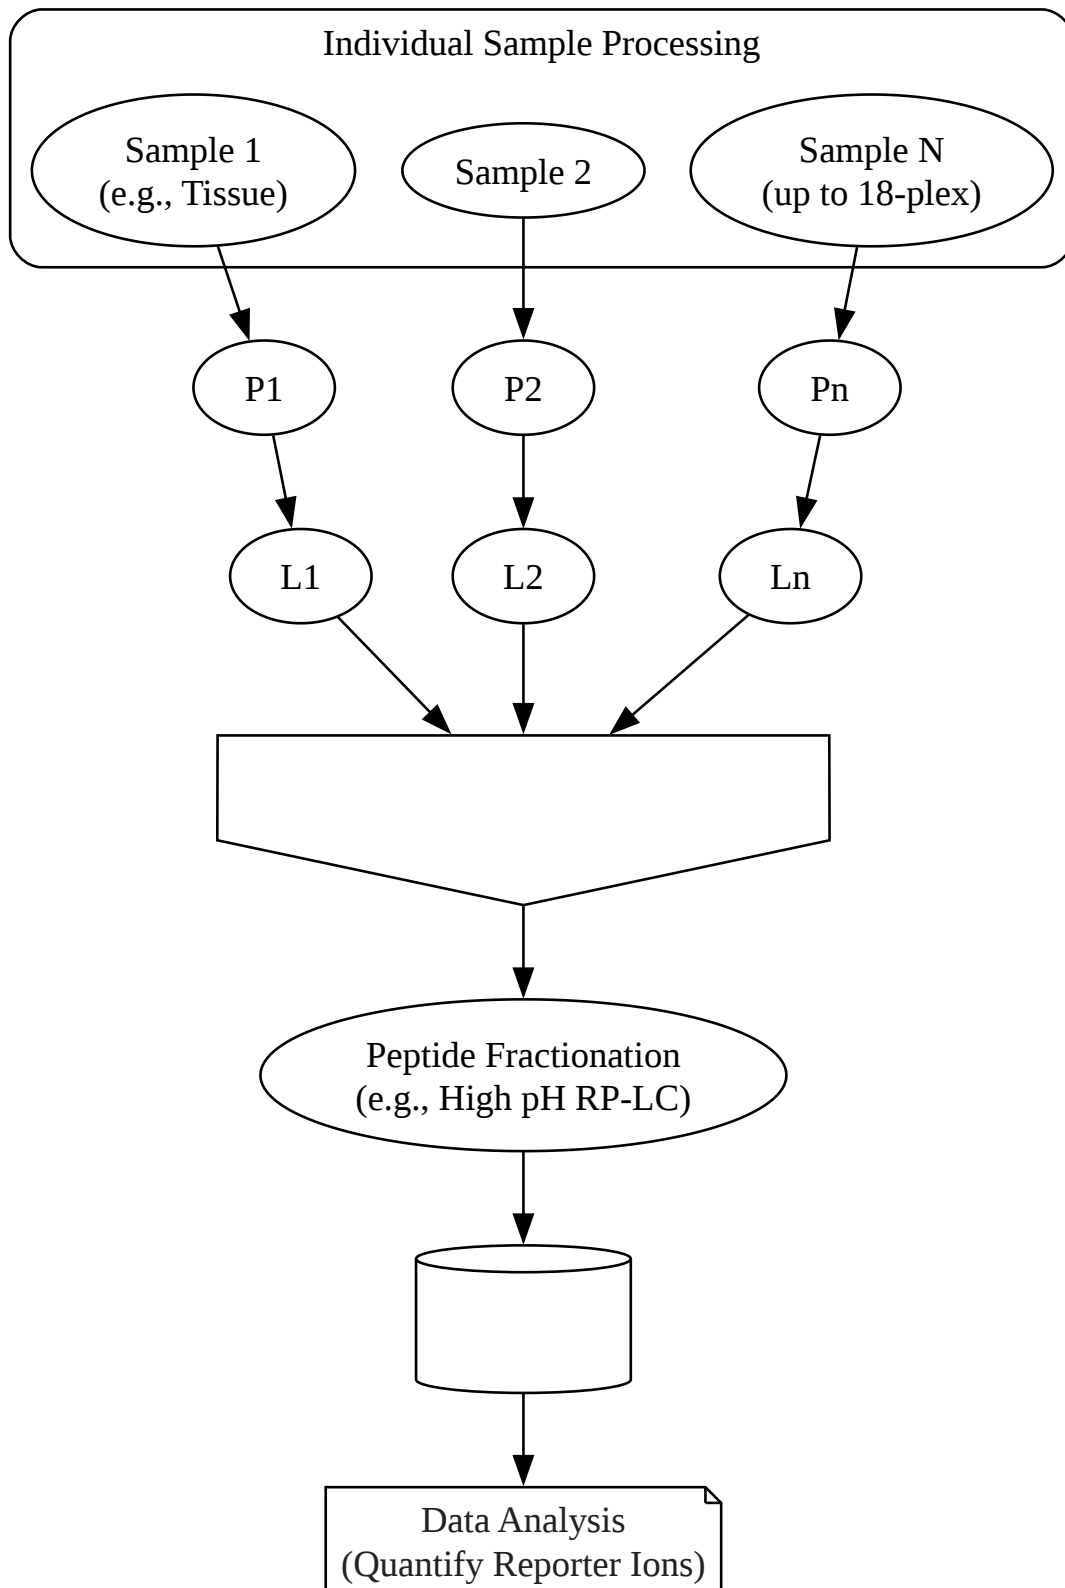 Individual Sample Processing
Sample 1
(e.g., Tissue)
Sample 2
Sample N
(up to 18-plex)
P1
P2
Pn
L1
L2
Ln
Peptide Fractionation
(e.g., High pH RP-LC)
Data Analysis
(Quantify Reporter Ions)